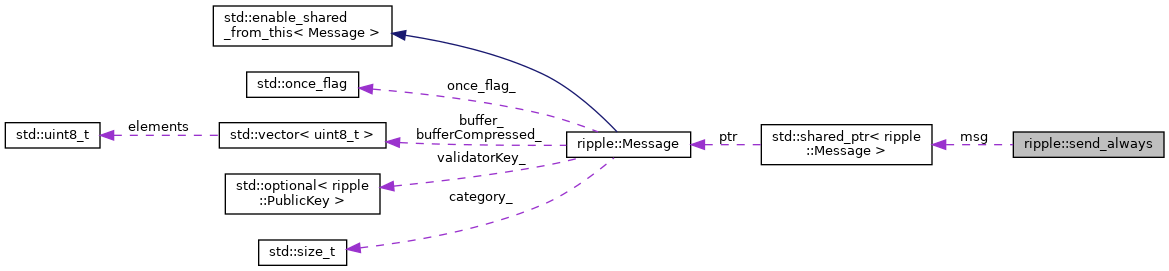 std::enable_shared
_from_this< Message >
std::once_flag
once_flag_
std::uint8_t
elements
std::vector< uint8_t >
buffer_
bufferCompressed_
ripple::Message
ptr
std::shared_ptr< ripple
::Message >
msg
ripple::send_always
validatorKey_
std::optional< ripple
::PublicKey >
category_
std::size_t